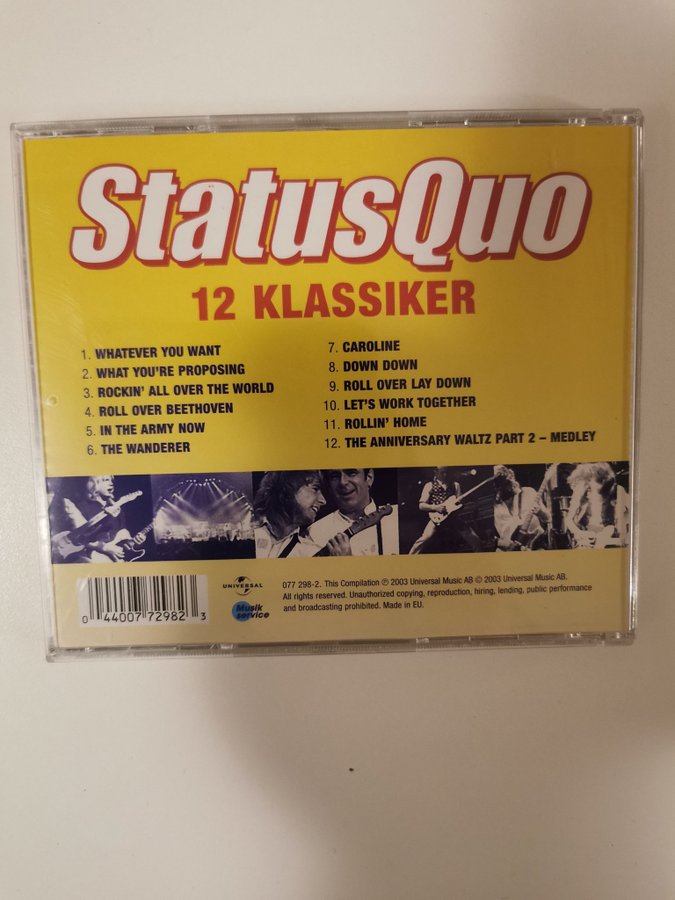 StatusQuo
12 KLASSIKER
1. WHATEVER YOU WANT
2. WHAT YOU'RE PROPOSING
3. ROCKIN' ALL OVER THE WORLD
4. ROLL OVER BEETHOVEN
5. IN THE ARMY NOW
6. THE WANDERER
7. CAROLINE
8. DOWN DOWN
9. ROLL OVER LAY DOWN
10. LET'S WORK TOGETHER
11. ROLLIN' HOME
12. THE ANNIVERSARY WALTZ PART 2 – MEDLEY
0 44007 72982 3
UNIVERSAL
Musik
service
077 298-2. This Compilation ℗ 2003 Universal Music AB © 2003 Universal Music AB.
All rights reserved. Unauthorized copying, reproduction, hiring, lending, public performance
and broadcasting prohibited. Made in EU.